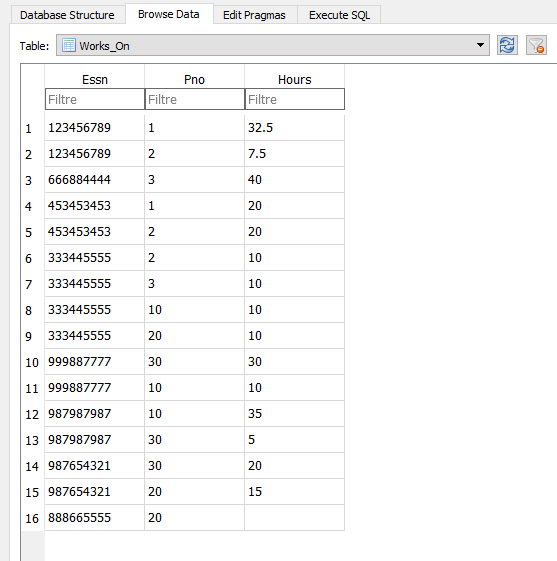 Database Structure Browse Data Edit Pragmas Execute SQL
Table: Works_On
Essn Pno Hours
Filtre Filtre Filtre
1 123456789 1 32.5
2 123456789 2 7.5
3 666884444 3 40
4 453453453 1 20
5 453453453 2 20
6 333445555 2 10
7 333445555 3 10
8 333445555 10 10
9 333445555 20 10
10 999887777 30 30
11 999887777 10 10
12 987987987 10 35
13 987987987 30 5
14 987654321 30 20
15 987654321 20 15
16 888665555 20